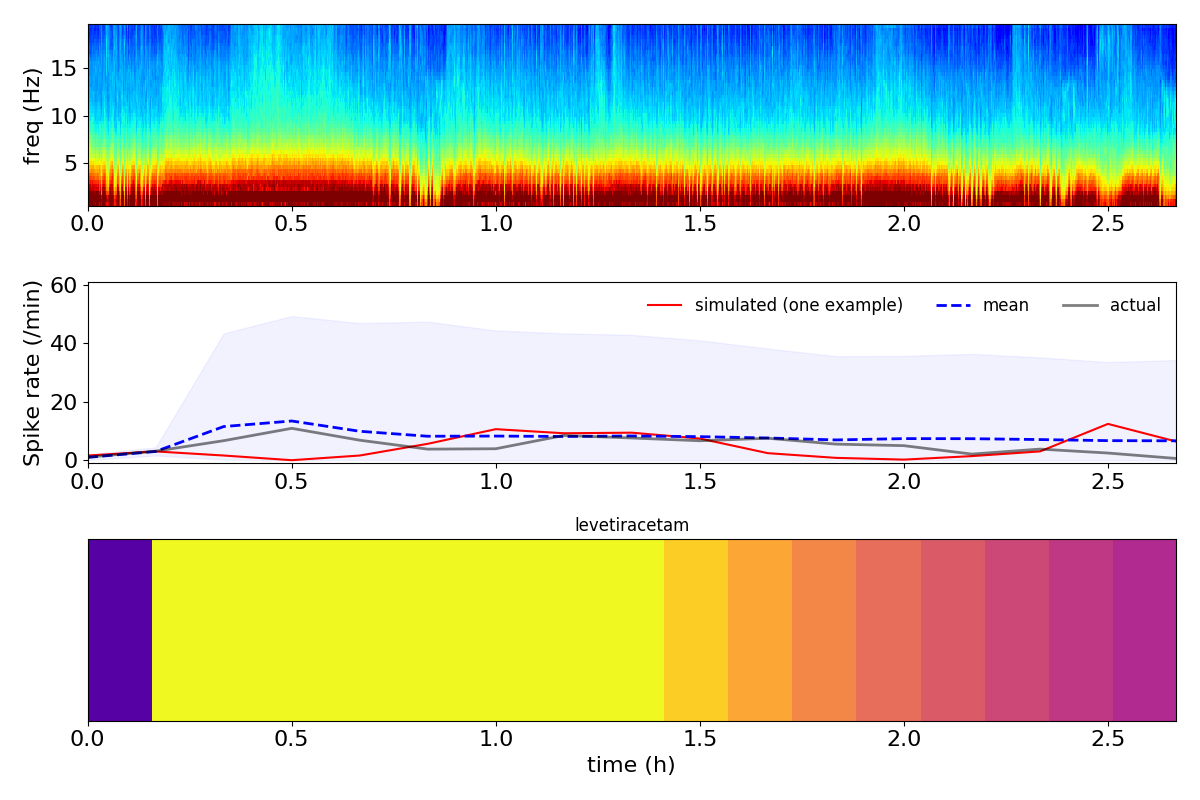 freq (Hz)
15
10
5
0.0 0.5 1.0 1.5 2.0 2.5
Spike rate (/min)
60
40
20
0
simulated (one example) mean actual
0.0 0.5 1.0 1.5 2.0 2.5
levetiracetam
0.0 0.5 1.0 1.5 2.0 2.5
time (h)